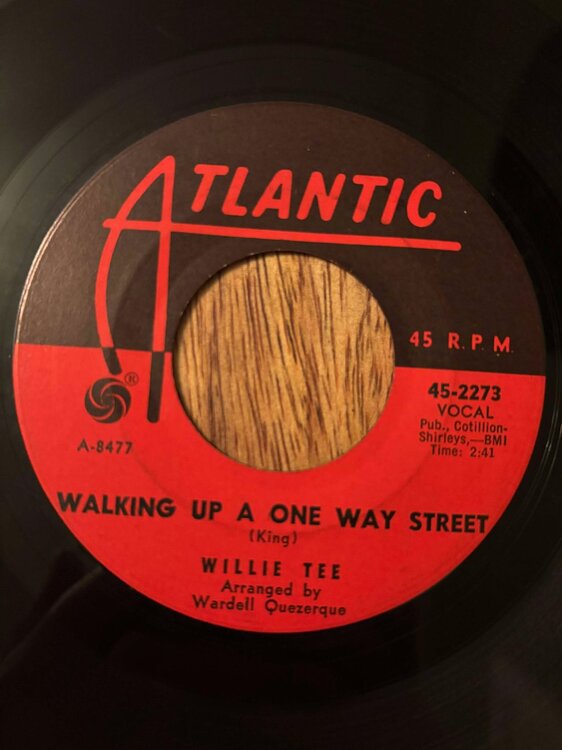 ATLANTIC
45 R.P.M.
®
45-2273
VOCAL
Pub., Cotillion-
Shirleys,—BMI
Time: 2:41
A-8477
WALKING UP A ONE WAY STREET
(King)
WILLIE TEE
Arranged by
Wardell Quezerque